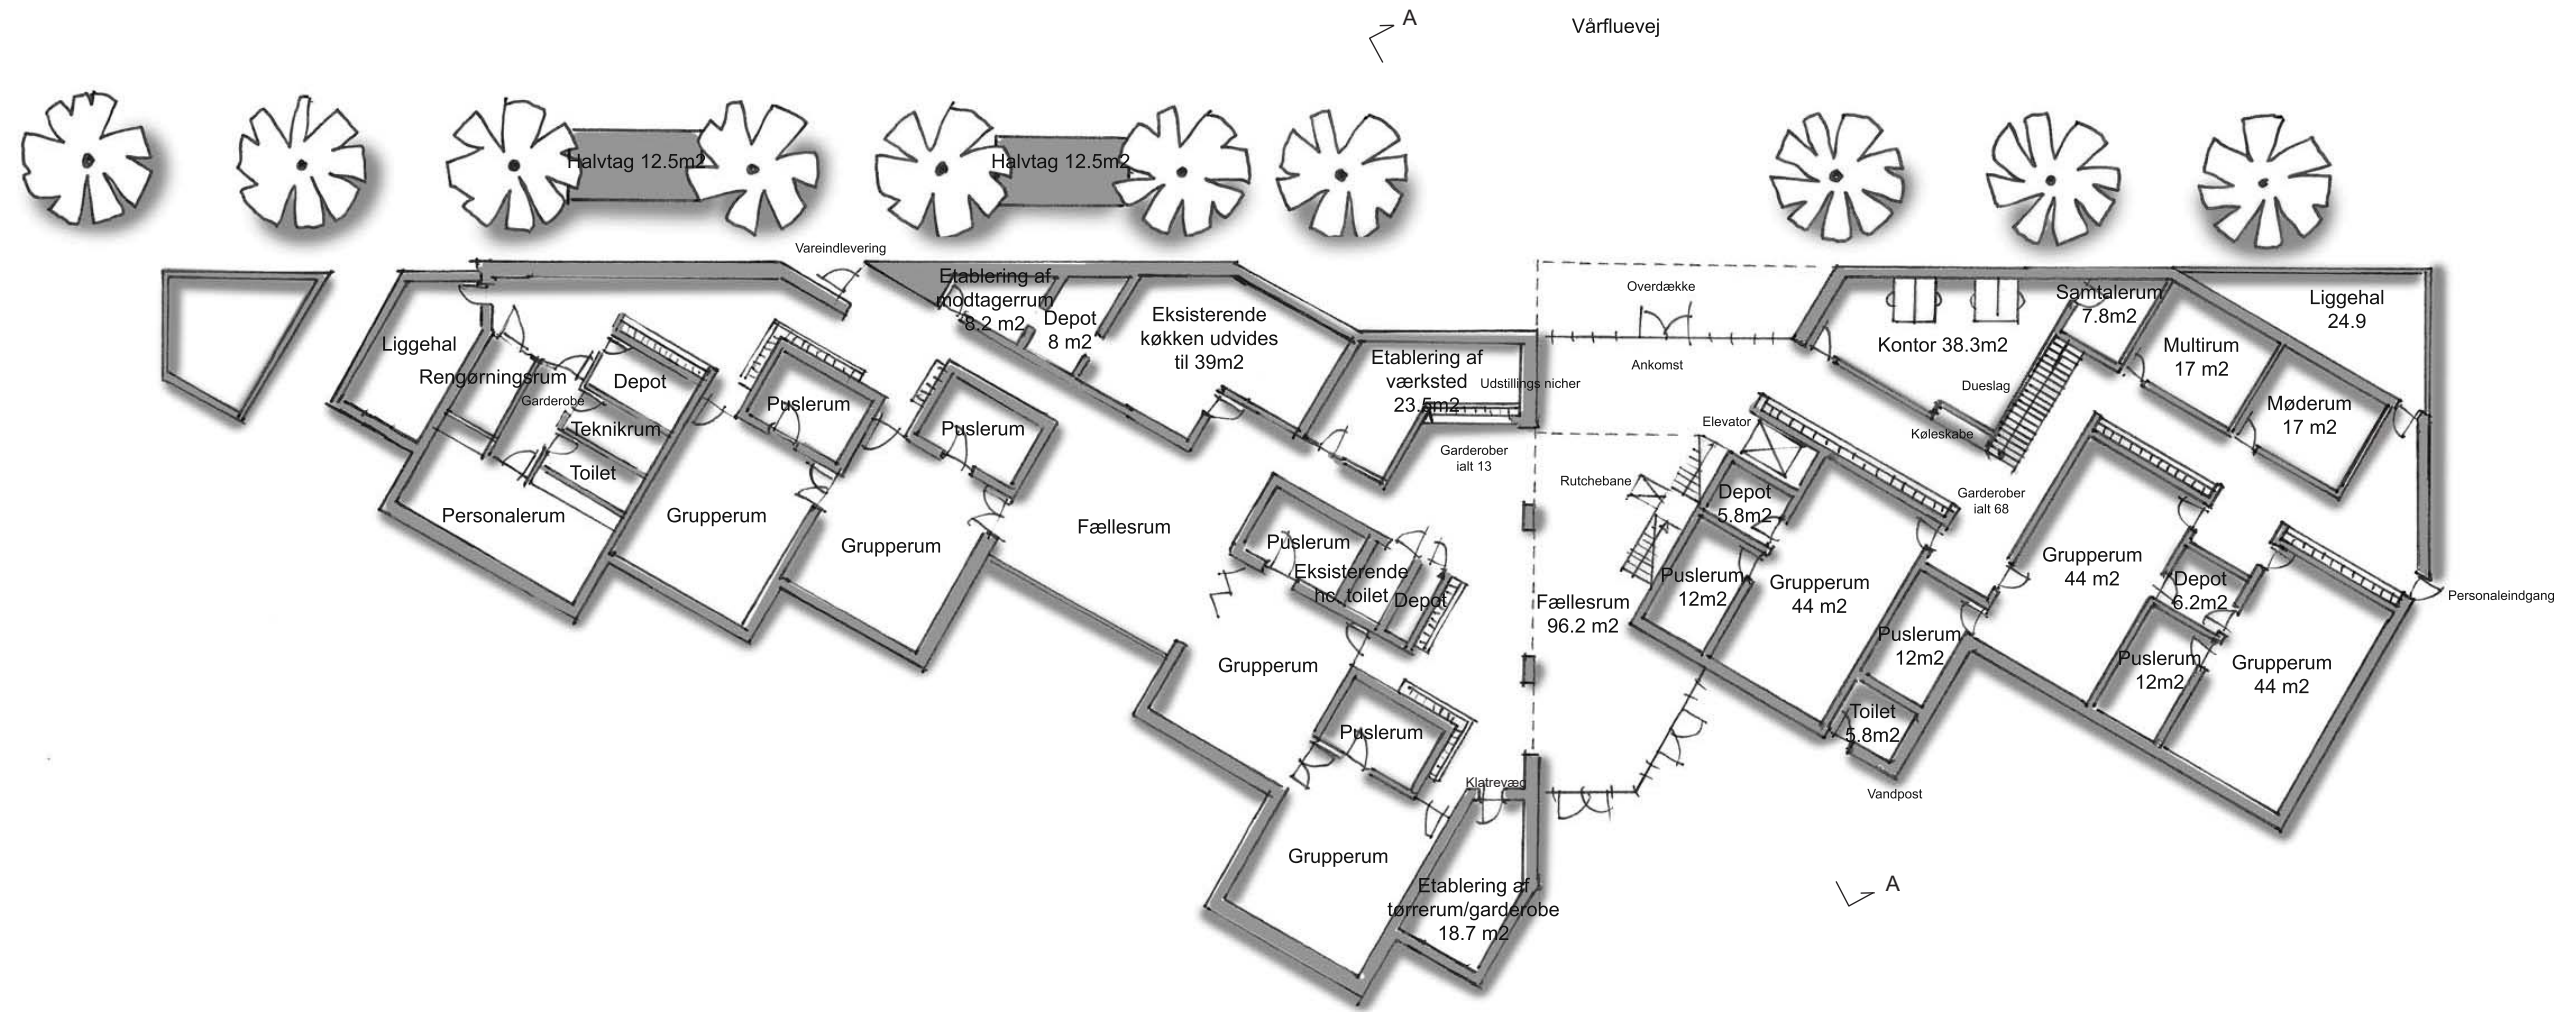 A
Vårfluevej
Halvtag 12.5m2
Halvtag 12.5m2
Vareindlevering
Etablering af
modtagerrum
8.2 m2
Depot
8 m2
Eksisterende
køkken udvides
til 39m2
Etablering af
værksted
23.5m2
Udstillings nicher
Garderober
ialt 13
Overdække
Ankomst
Kontor 38.3m2
Samtalerum
7.8m2
Multirum
17 m2
Liggehal
24.9
Møderum
17 m2
Dueslag
Køleskabe
Elevator
Rutchebane
Garderober
ialt 68
Liggehal
Rengørningsrum
Garderobe
Depot
Teknikrum
Toilet
Personalerum
Puslerum
Puslerum
Grupperum
Grupperum
Fællesrum
Puslerum
Eksisterende
hc. toilet
Depot
Grupperum
Puslerum
Klatrevæg
Grupperum
Etablering af
tørrerum/garderobe
18.7 m2
Fællesrum
96.2 m2
Depot
5.8m2
Puslerum
12m2
Grupperum
44 m2
Puslerum
12m2
Toilet
5.8m2
Vandpost
Grupperum
44 m2
Depot
6.2m2
Puslerum
12m2
Grupperum
44 m2
Personaleindgang
A